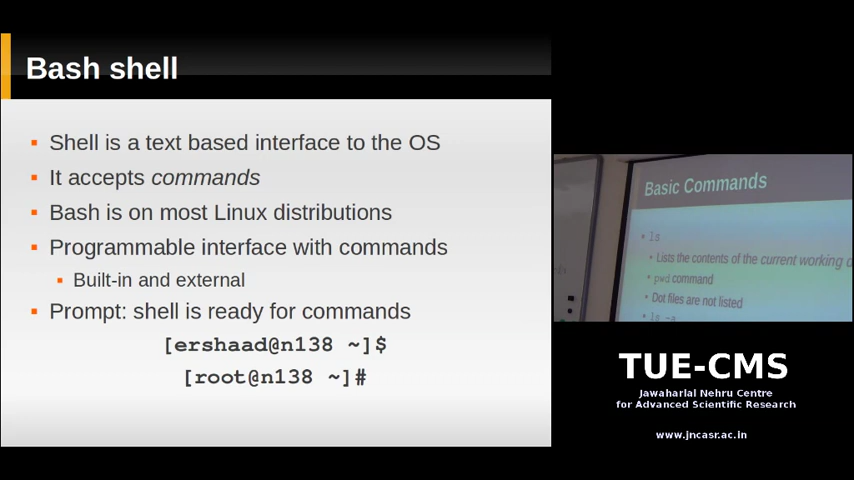 Bash shell
Shell is a text based interface to the OS
It accepts commands
Bash is on most Linux distributions
Programmable interface with commands
Built-in and external
Prompt: shell is ready for commands
[ershaad@n138 ~]$
[root@n138 ~]#
Basic Commands
ls
Lists the contents of the current working
pwd command
Dot files are not listed
ls -a
TUE-CMS
Jawaharlal Nehru Centre
for Advanced Scientific Research
www.jncasr.ac.in